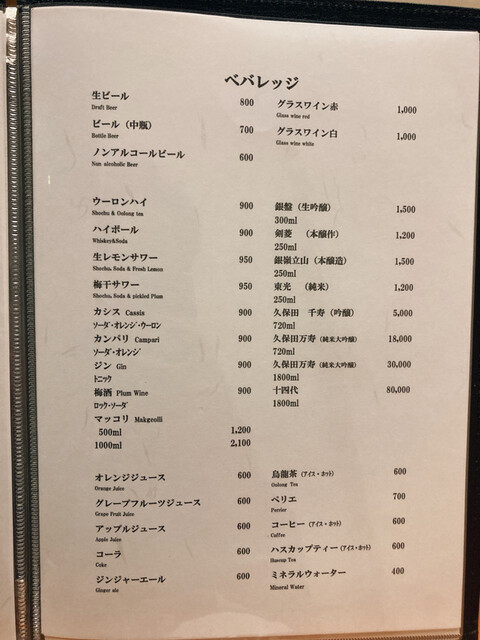 ベバレッジ
生ビール 800
Draft Beer
ビール（中瓶） 700
Bottle Beer
ノンアルコールビール 600
Non alcoholic Beer
グラスワイン赤 1,000
Glass wine red
グラスワイン白 1,000
Glass wine white
ウーロンハイ 900
Shochu & Oolong tea
ハイボール 900
Whisker&Soda
生レモンサワー 950
Shochu, Soda & Fresh Lemon
梅干サワー 950
Shochu, Soda & pickled Plum
カシス Cassis 900
ソーダ・オレンジ・ウーロン
カンパリ Campari 900
ソーダ・オレンジ
ジン Gin 900
トニック
梅酒 Plum Wine 900
ロック・ソーダ
マッコリ Makgeolli
500ml 1,200
1000ml 2,100
銀盤（生吟醸） 1,500
300ml
剣菱 （本醸作） 1,200
250ml
銀嶺立山（本醸造） 1,500
250ml
東光 （純米） 1,200
250ml
久保田 千寿（吟醸） 5,000
720ml
久保田万寿（純米大吟醸） 18,000
720ml
久保田万寿（純米大吟醸） 30,000
1800ml
十四代 80,000
1800ml
オレンジジュース 600
Orange Juice
グレープフルーツジュース 600
Grape Fruit Juice
アップルジュース 600
Apple Juice
コーラ 600
Coke
ジンジャーエール 600
Ginger ale
烏龍茶（アイス・ホット） 600
Oolong Tea
ペリエ 700
Perrier
コーヒー（アイス・ホット） 600
Coffee
ハスカップティー（アイス・ホット） 600
Hascup Tea
ミネラルウォーター 400
Mineral Water